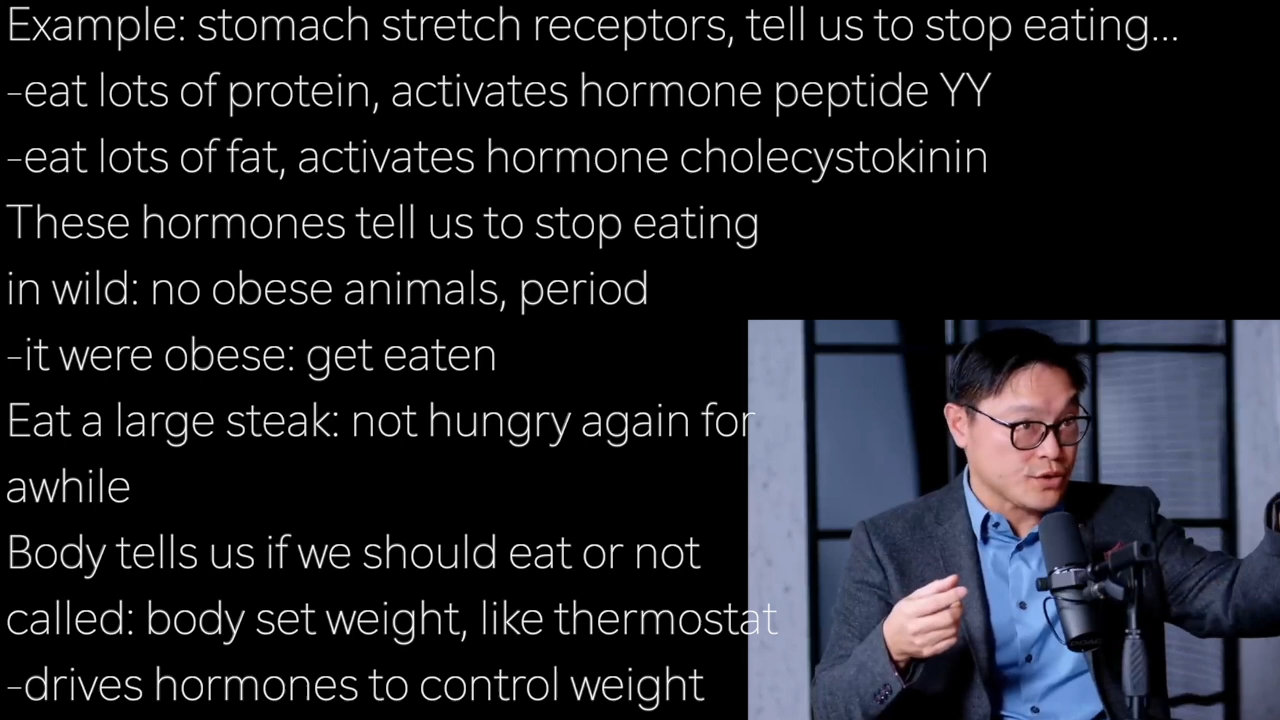 Example: stomach stretch receptors, tell us to stop eating...
-eat lots of protein, activates hormone peptide YY
-eat lots of fat, activates hormone cholecystokinin
These hormones tell us to stop eating
in wild: no obese animals, period
-it were obese: get eaten
Eat a large steak: not hungry again for
awhile
Body tells us if we should eat or not
called: body set weight, like thermostat
-drives hormones to control weight